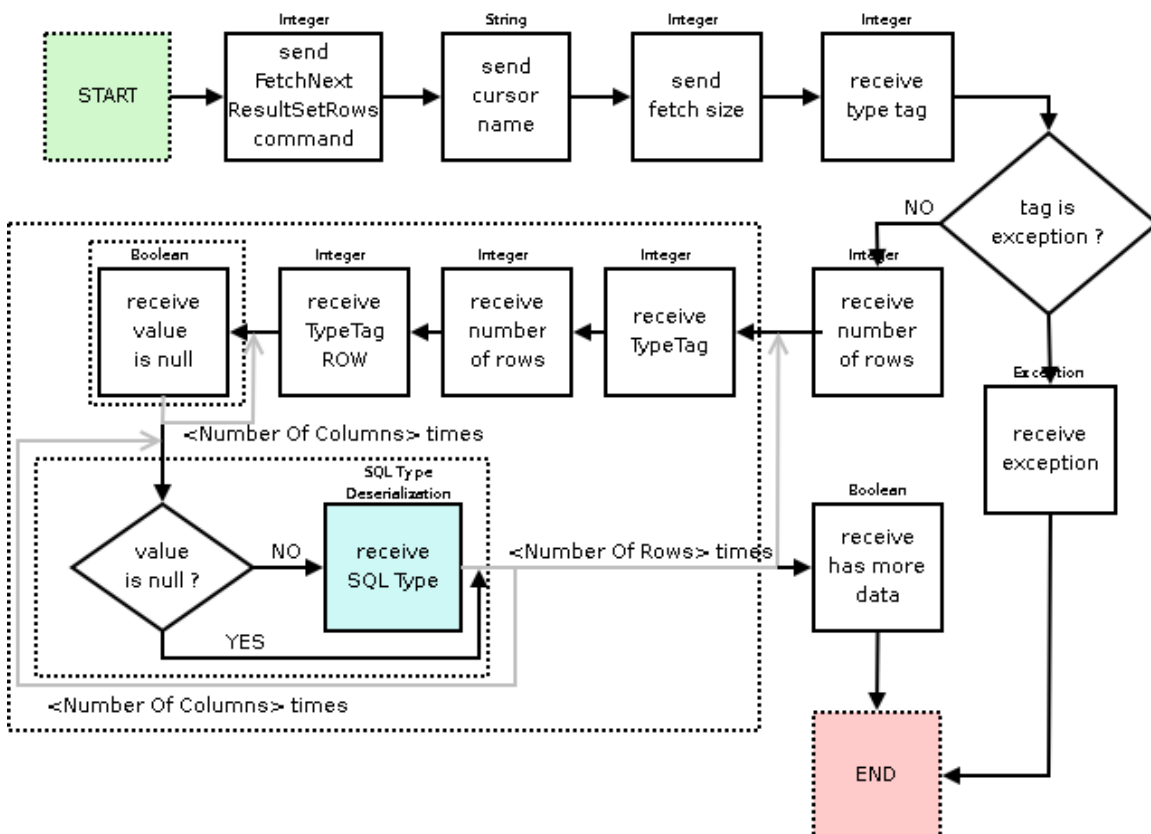 Integer
String
Integer
Integer
START
send
FetchNext
ResultSetRows
command
send
cursor
name
send
fetch size
receive
type tag
tag is
exception ?
NO
Boolean
Integer
Integer
Integer
Integer
receive
value
is null
receive
TypeTag
ROW
receive
number
of rows
receive
TypeTag
receive
number
of rows
Exception
receive
exception
<Number Of Columns> times
SQL Type
Deserialization
value
is null ?
NO
receive
SQL Type
YES
<Number Of Rows> times
Boolean
receive
has more
data
<Number Of Columns> times
END